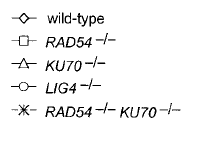 wild-type
RAD54 -/-
KU70 -/-
LIG4 -/-
RAD54 -/- KU70 -/-